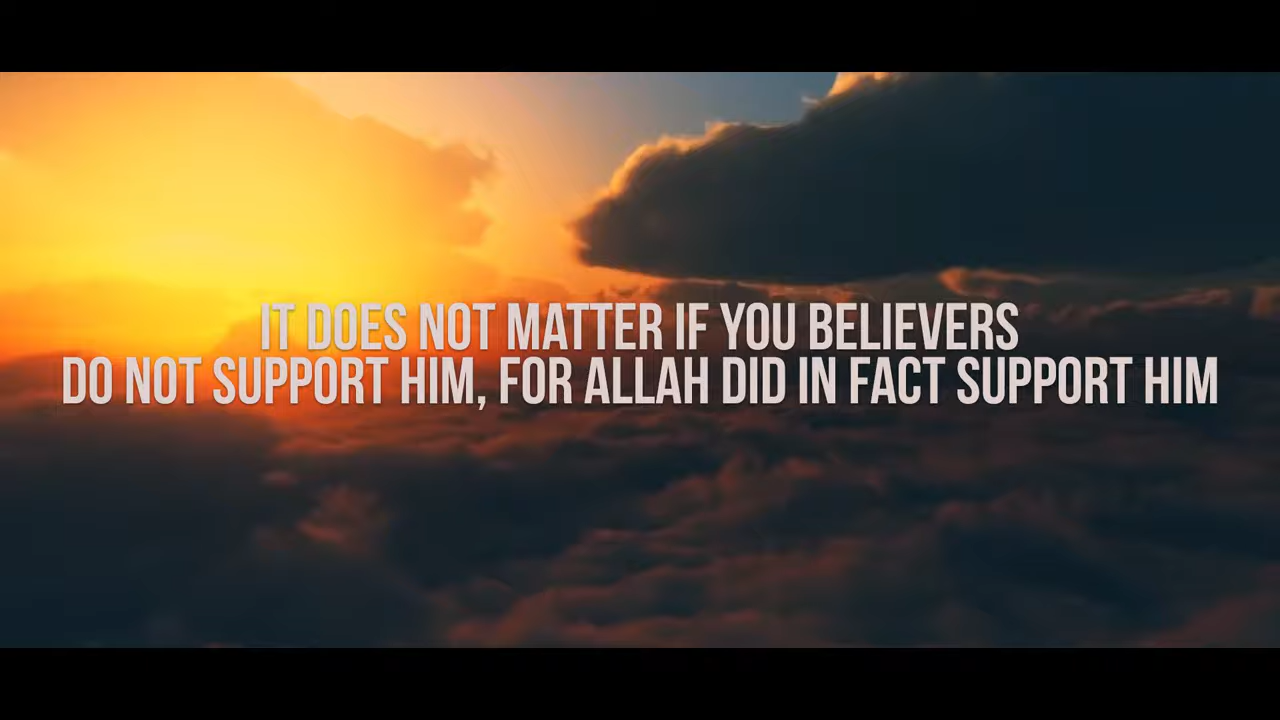 IT DOES NOT MATTER IF YOU BELIEVERS
DO NOT SUPPORT HIM, FOR ALLAH DID IN FACT SUPPORT HIM